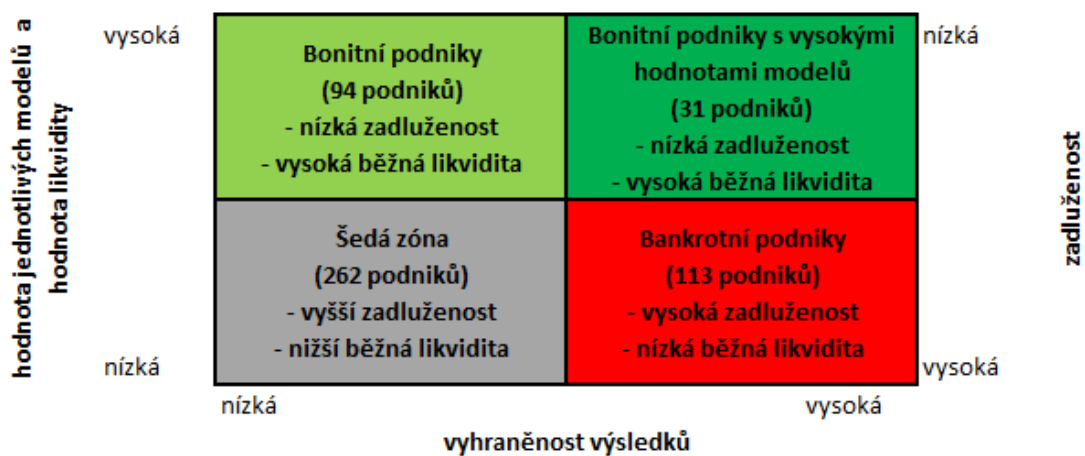 hodnota jednotlivých modelů a
hodnota likvidity
vysoká
nízká
Bonitní podniky
(94 podniků)
- nízká zadluženost
- vysoká běžná likvidita
Bonitní podniky s vysokými
hodnotami modelů
(31 podniků)
- nízká zadluženost
- vysoká běžná likvidita
Šedá zóna
(262 podniků)
- vyšší zadluženost
- nižší běžná likvidita
Bankrotní podniky
(113 podniků)
- vysoká zadluženost
- nízká běžná likvidita
nízká
vysoká
zadluženost
nízká
vysoká
vyhraněnost výsledků